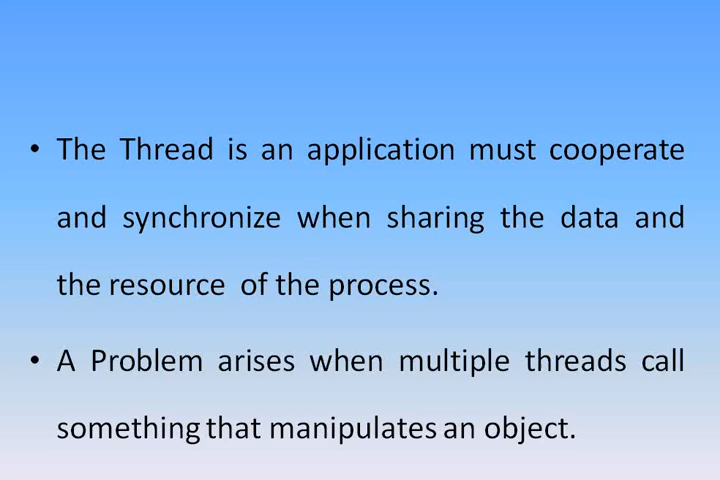 • The Thread is an application must cooperate
and synchronize when sharing the data and
the resource of the process.
• A Problem arises when multiple threads call
something that manipulates an object.